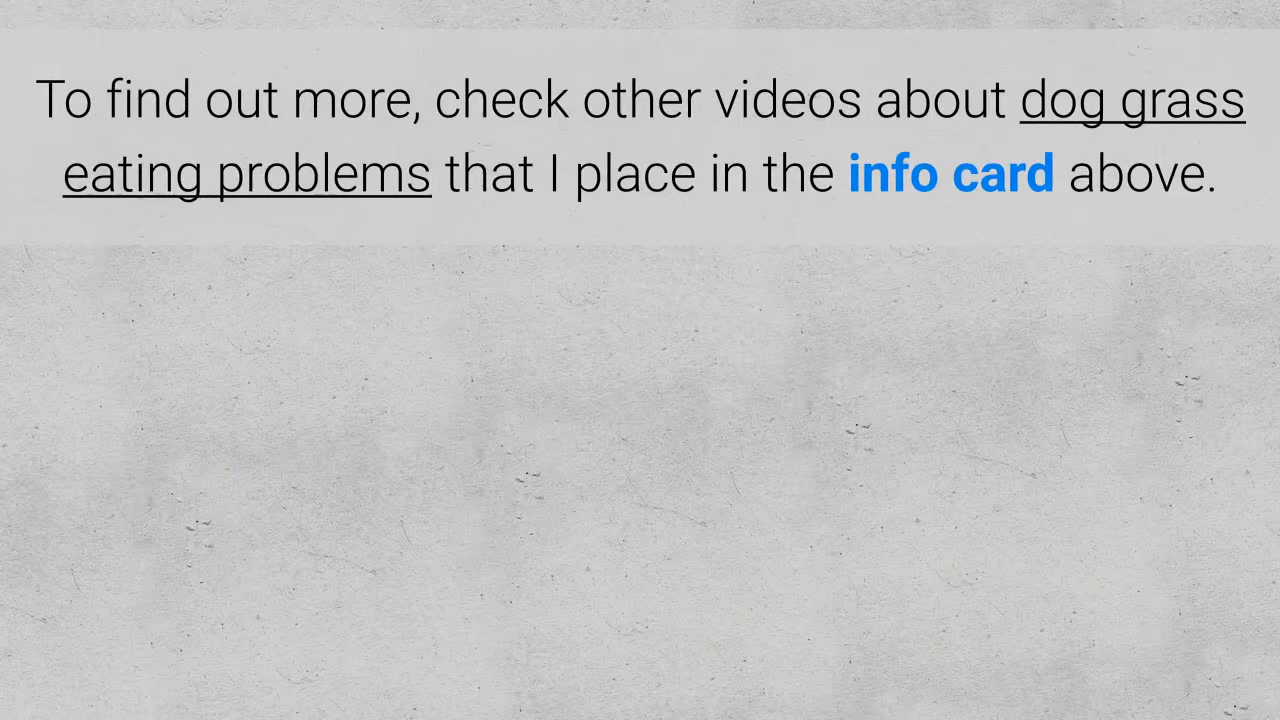 To find out more, check other videos about dog grass
eating problems that I place in the info card above.